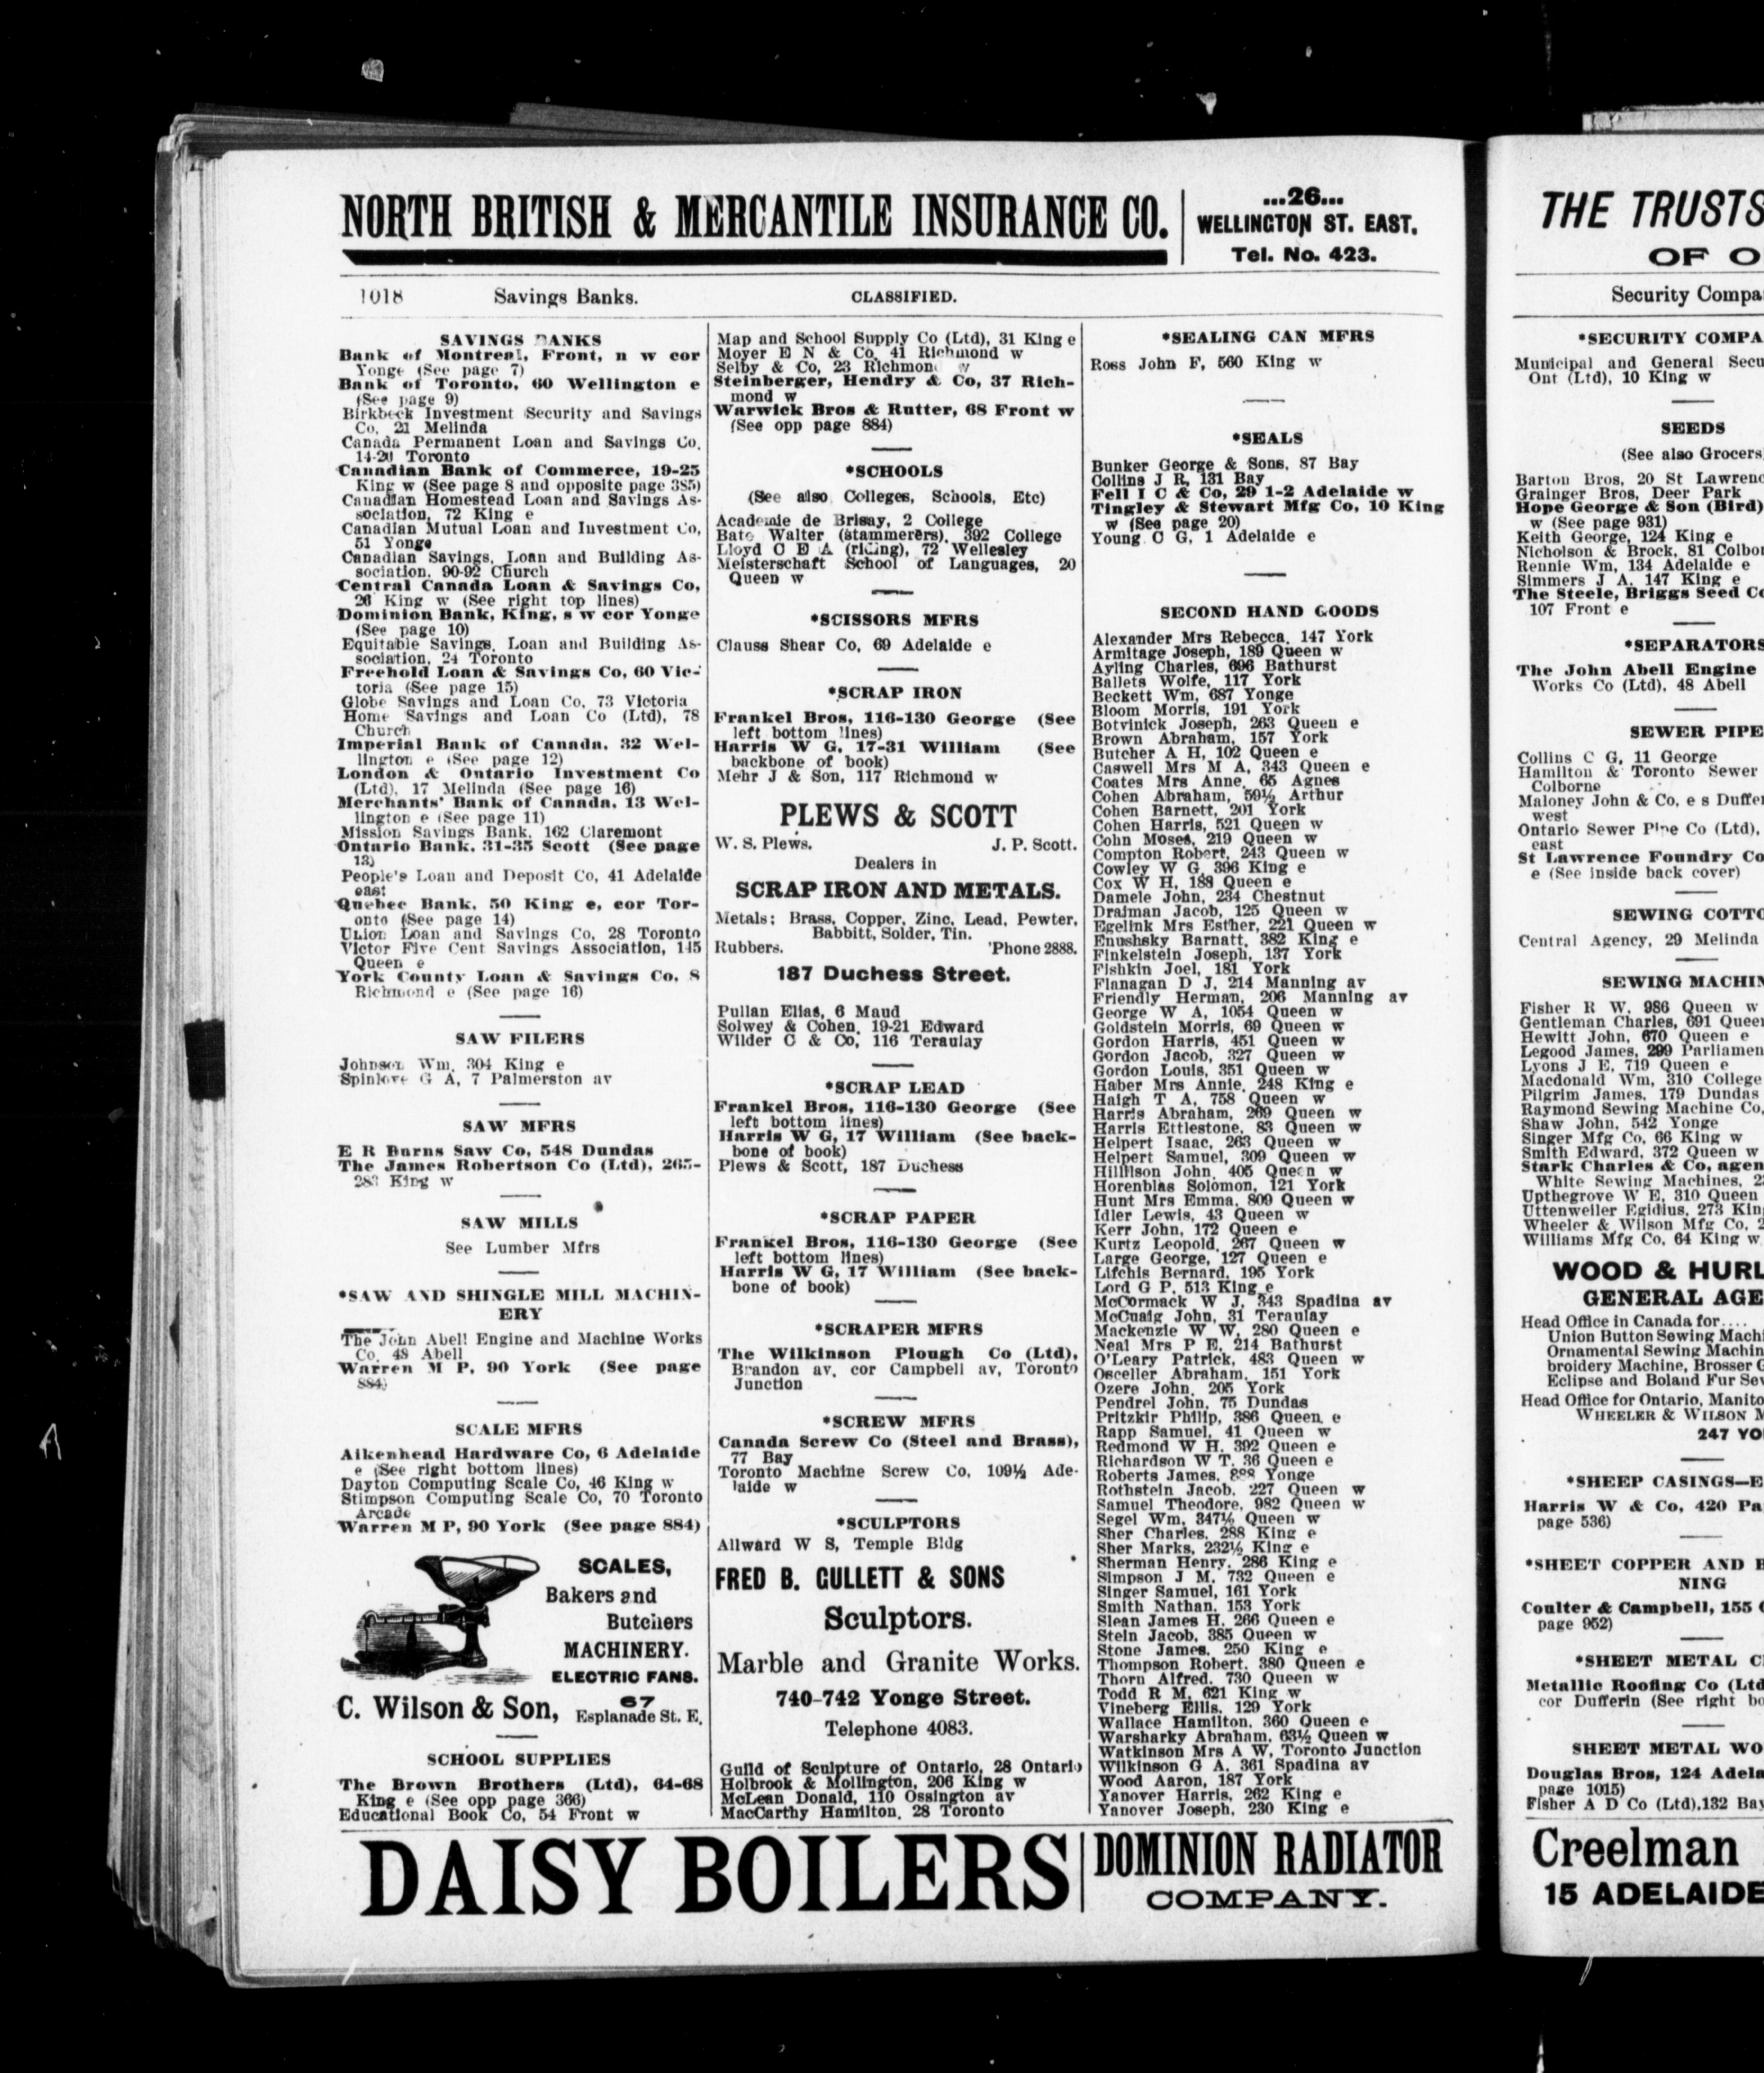 NORTH BRITISH & MERCANTILE INSURANCE CO.
...26...
WELLINGTON ST. EAST.
Tel. No. 423.
1018 Savings Banks. CLASSIFIED.
SAVINGS BANKS
Bank of Montreal, Front, n w cor
Yonge (See page 7)
Bank of Toronto, 60 Wellington e
(See page 9)
Birkbeck Investment Security and Savings
Co, 21 Melinda
Canada Permanent Loan and Savings Co,
14-20 Toronto
Canadian Bank of Commerce, 19-25
King w (See page 8 and opposite page 385)
Canadian Homestead Loan and Savings As-
sociation, 72 King e
Canadian Mutual Loan and Investment Co,
51 Yonge
Canadian Savings, Loan and Building As-
sociation, 90-92 Church
Central Canada Loan & Savings Co,
26 King w (See right top lines)
Dominion Bank, King, s w cor Yonge
(See page 10)
Equitable Savings, Loan and Building As-
sociation, 24 Toronto
Freehold Loan & Savings Co, 60 Vic-
toria (See page 15)
Globe Savings and Loan Co, 73 Victoria
Home Savings and Loan Co (Ltd), 78
Church
Imperial Bank of Canada, 32 Wel-
lington e (See page 12)
London & Ontario Investment Co
(Ltd), 17 Melinda (See page 16)
Merchants' Bank of Canada, 13 Wel-
lington e (See page 11)
Mission Savings Bank, 162 Claremont
Ontario Bank, 31-35 Scott (See page
13)
People's Loan and Deposit Co, 41 Adelaide
east
Quebec Bank, 50 King e, cor Tor-
onto (See page 14)
Union Loan and Savings Co, 28 Toronto
Victor Five Cent Savings Association, 145
Queen e
York County Loan & Savings Co, 8
Richmond e (See page 16)
SAW FILERS
Johnson Wm, 304 King e
Spinlove G A, 7 Palmerston av
SAW MFRS
E R Burns Saw Co, 548 Dundas
The James Robertson Co (Ltd), 265-
283 King w
SAW MILLS
See Lumber Mfrs
*SAW AND SHINGLE MILL MACHIN-
ERY
The John Abell Engine and Machine Works
Co, 48 Abell
Warren M P, 90 York (See page
884)
SCALE MFRS
Aikenhead Hardware Co, 6 Adelaide
e (See right bottom lines)
Dayton Computing Scale Co, 46 King w
Stimpson Computing Scale Co, 70 Toronto
Arcade
Warren M P, 90 York (See page 884)
SCALES,
Bakers and
Butchers
MACHINERY.
ELECTRIC FANS.
C. Wilson & Son, 67
Esplanade St. E.
SCHOOL SUPPLIES
The Brown Brothers (Ltd), 64-68
King e (See opp page 366)
Educational Book Co, 54 Front w
Map and School Supply Co (Ltd), 31 King e
Moyer E N & Co, 41 Richmond w
Selby & Co, 23 Richmond w
Steinberger, Hendry & Co, 37 Rich-
mond w
Warwick Bros & Rutter, 68 Front w
(See opp page 884)
*SCHOOLS
(See also Colleges, Schools, Etc)
Academie de Brisay, 2 College
Bate Walter (stammerers), 392 College
Lloyd C E A (riding), 72 Wellesley
Meisterschaft School of Languages, 20
Queen w
*SCISSORS MFRS
Clauss Shear Co, 69 Adelaide e
*SCRAP IRON
Frankel Bros, 116-130 George (See
left bottom lines)
Harris W G, 17-31 William (See
backbone of book)
Mehr J & Son, 117 Richmond w
PLEWS & SCOTT
W. S. Plews. J. P. Scott.
Dealers in
SCRAP IRON AND METALS.
Metals: Brass, Copper, Zinc, Lead, Pewter,
Babbitt, Solder, Tin.
Rubbers. 'Phone 2888.
187 Duchess Street.
Pullan Elias, 6 Maud
Solwey & Cohen, 19-21 Edward
Wilder C & Co, 116 Teraulay
*SCRAP LEAD
Frankel Bros, 116-130 George (See
left bottom lines)
Harris W G, 17 William (See back-
bone of book)
Plews & Scott, 187 Duchess
*SCRAP PAPER
Frankel Bros, 116-130 George (See
left bottom lines)
Harris W G, 17 William (See back-
bone of book)
*SCRAPER MFRS
The Wilkinson Plough Co (Ltd),
Brandon av, cor Campbell av, Toronto
Junction
*SCREW MFRS
Canada Screw Co (Steel and Brass),
77 Bay
Toronto Machine Screw Co, 109½ Ade-
laide w
*SCULPTORS
Allward W S, Temple Bldg
FRED B. GULLETT & SONS
Sculptors.
Marble and Granite Works.
740-742 Yonge Street.
Telephone 4083.
Guild of Sculpture of Ontario, 28 Ontario
Holbrook & Mollington, 206 King w
McLean Donald, 110 Ossington av
MacCarthy Hamilton, 28 Toronto
*SEALING CAN MFRS
Ross John F, 560 King w
*SEALS
Bunker George & Sons, 87 Bay
Collins J R, 131 Bay
Fell I C & Co, 29 1-2 Adelaide w
Tingley & Stewart Mfg Co, 10 King
w (See page 20)
Young C G, 1 Adelaide e
SECOND HAND GOODS
Alexander Mrs Rebecca, 147 York
Armitage Joseph, 189 Queen w
Ayling Charles, 696 Bathurst
Ballets Wolfe, 117 York
Beckett Wm, 687 Yonge
Bloom Morris, 191 York
Botvinick Joseph, 263 Queen e
Brown Abraham, 157 York
Butcher A H, 102 Queen e
Caswell Mrs M A, 343 Queen e
Coates Mrs Anne, 65 Agnes
Cohen Abraham, 59½ Arthur
Cohen Barnett, 201 York
Cohen Harris, 521 Queen w
Cohn Moses, 219 Queen w
Compton Robert, 243 Queen w
Cowley W G, 396 King e
Cox W H, 188 Queen e
Damele John, 234 Chestnut
Draiman Jacob, 125 Queen w
Egelink Mrs Esther, 221 Queen w
Enushsky Barnatt, 382 King e
Finkelstein Joseph, 137 York
Fishkin Joel, 181 York
Flanagan D J, 214 Manning av
Friendly Herman, 206 Manning av
George W A, 1054 Queen w
Goldstein Morris, 69 Queen w
Gordon Harris, 451 Queen w
Gordon Jacob, 327 Queen w
Gordon Louis, 351 Queen w
Haber Mrs Annie, 248 King e
Haigh T A, 758 Queen w
Harris Abraham, 269 Queen w
Harris Ettlestone, 83 Queen w
Helpert Isaac, 263 Queen w
Helpert Samuel, 309 Queen w
Hillilson John, 405 Queen w
Horenblas Solomon, 121 York
Hunt Mrs Emma, 809 Queen w
Idler Lewis, 43 Queen w
Kerr John, 172 Queen e
Kurtz Leopold, 267 Queen w
Large George, 127 Queen e
Lifchis Bernard, 195 York
Lord G P, 513 King e
McCormack W J, 343 Spadina av
McCuaig John, 31 Teraulay
Mackenzie W W, 280 Queen e
Neal Mrs P E, 214 Bathurst
O'Leary Patrick, 483 Queen w
Osceller Abraham, 151 York
Ozere John, 205 York
Pendrel John, 75 Dundas
Pritzkir Philip, 386 Queen e
Rapp Samuel, 41 Queen w
Redmond W H, 392 Queen e
Richardson W T, 36 Queen e
Roberts James, Yonge
Rothstein Jacob, 227 Queen w
Samuel Theodore, 982 Queen w
Segel Wm, 347½ Queen w
Sher Charles, 288 King e
Sher Marks, 232½ King e
Sherman Henry, 286 King e
Simpson J M, 732 Queen e
Singer Samuel, 161 York
Smith Nathan, 153 York
Slean James H, 266 Queen e
Stein Jacob, 385 Queen w
Stone James, 250 King e
Thompson Robert, 380 Queen e
Thorn Alfred, 730 Queen w
Todd R M, 621 King w
Vineberg Ellis, 129 York
Wallace Hamilton, 360 Queen e
Warsharky Abraham, 63½ Queen w
Watkinson Mrs A W, Toronto Junction
Wilkinson G A, 361 Spadina av
Wood Aaron, 187 York
Yanover Harris, 262 King e
Yanover Joseph, 230 King e
DAISY BOILERS
DOMINION RADIATOR
COMPANY.
THE TRUSTS
OF O
Security Compa
*SECURITY COMPA
Municipal and General Secu
Ont (Ltd), 10 King w
SEEDS
(See also Grocers
Barton Bros, 20 St Lawrenc
Grainger Bros, Deer Park
Hope George & Son (Bird)
w (See page 931)
Keith George, 124 King e
Nicholson & Brock, 81 Colbor
Rennie Wm, 134 Adelaide e
Simmers J A, 147 King e
The Steele, Briggs Seed Co
107 Front e
*SEPARATORS
The John Abell Engine
Works Co (Ltd), 48 Abell
SEWER PIPE
Collins C G, 11 George
Hamilton & Toronto Sewer
Colborne
Maloney John & Co, e s Duffer
west
Ontario Sewer Pipe Co (Ltd),
east
St Lawrence Foundry Co
e (See inside back cover)
SEWING COTTO
Central Agency, 29 Melinda
SEWING MACHIN
Fisher R W, 986 Queen w
Gentleman Charles, 691 Queen
Hewitt John, 670 Queen e
Legood James, 299 Parliamen
Lyons J E, 719 Queen e
Macdonald Wm, 310 College
Pilgrim James, 179 Dundas
Raymond Sewing Machine Co,
Shaw John, 542 Yonge
Singer Mfg Co, 66 King w
Smith Edward, 372 Queen w
Stark Charles & Co, agen
White Sewing Machines, 2
Upthegrove W E, 310 Queen
Uttenweiler Egidius, 273 King
Wheeler & Wilson Mfg Co, 2
Williams Mfg Co, 64 King w
WOOD & HURL
GENERAL AGE
Head Office in Canada for....
Union Button Sewing Machi
Ornamental Sewing Machin
broidery Machine, Brosser
Eclipse and Boland Fur Sew
Head Office for Ontario, Manito
WHEELER & WILSON M
247 YO
*SHEEP CASINGS—E
Harris W & Co, 420 Pa
page 536)
*SHEET COPPER AND
NING
Coulter & Campbell, 155
page 952)
*SHEET METAL C
Metallic Roofing Co (Ltd
cor Dufferin (See right bo
SHEET METAL WO
Douglas Bros, 124 Adela
page 1015)
Fisher A D Co (Ltd),132 Bay
Creelman
15 ADELAIDE